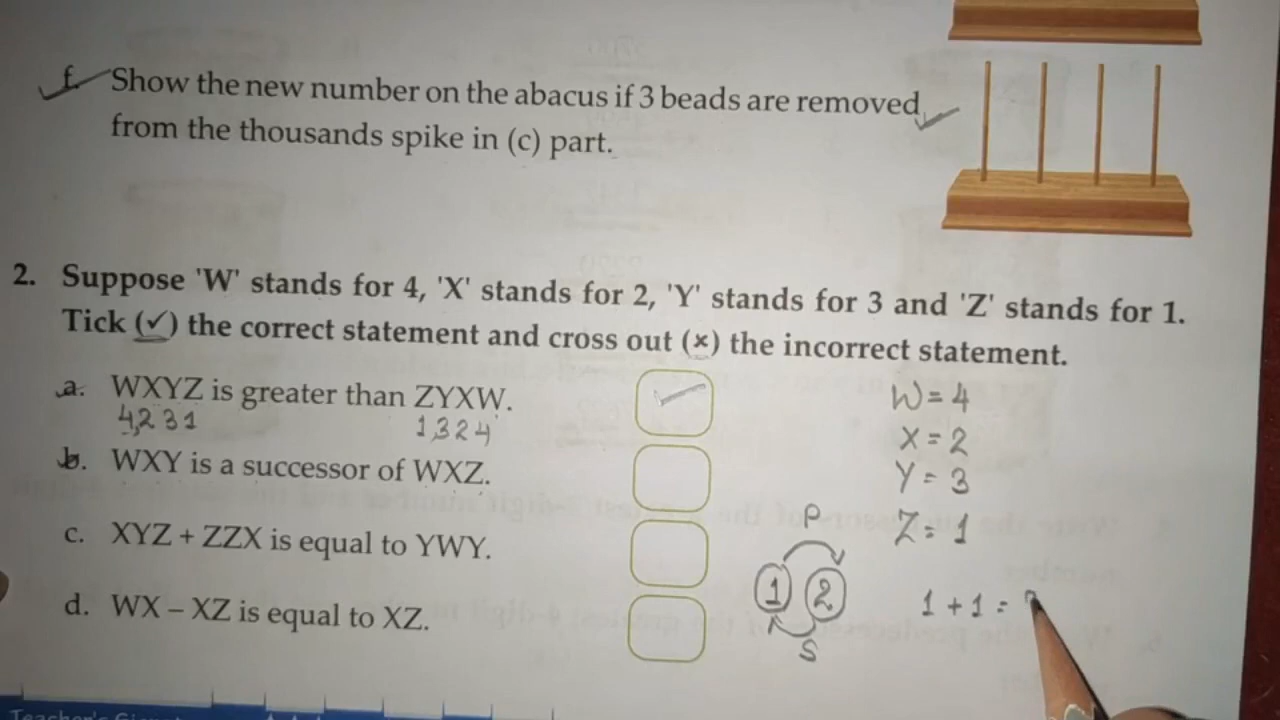 f. Show the new number on the abacus if 3 beads are removed
from the thousands spike in (c) part.
2. Suppose 'W' stands for 4, 'X' stands for 2, 'Y' stands for 3 and 'Z' stands for 1.
Tick (✓) the correct statement and cross out (×) the incorrect statement.
a. WXYZ is greater than ZYXW. ✓
4,231 1,324
b. WXY is a successor of WXZ.
c. XYZ + ZZX is equal to YWY.
d. WX – XZ is equal to XZ.
W = 4
X = 2
Y = 3
Z = 1
P
1 2
S
1 + 1 =